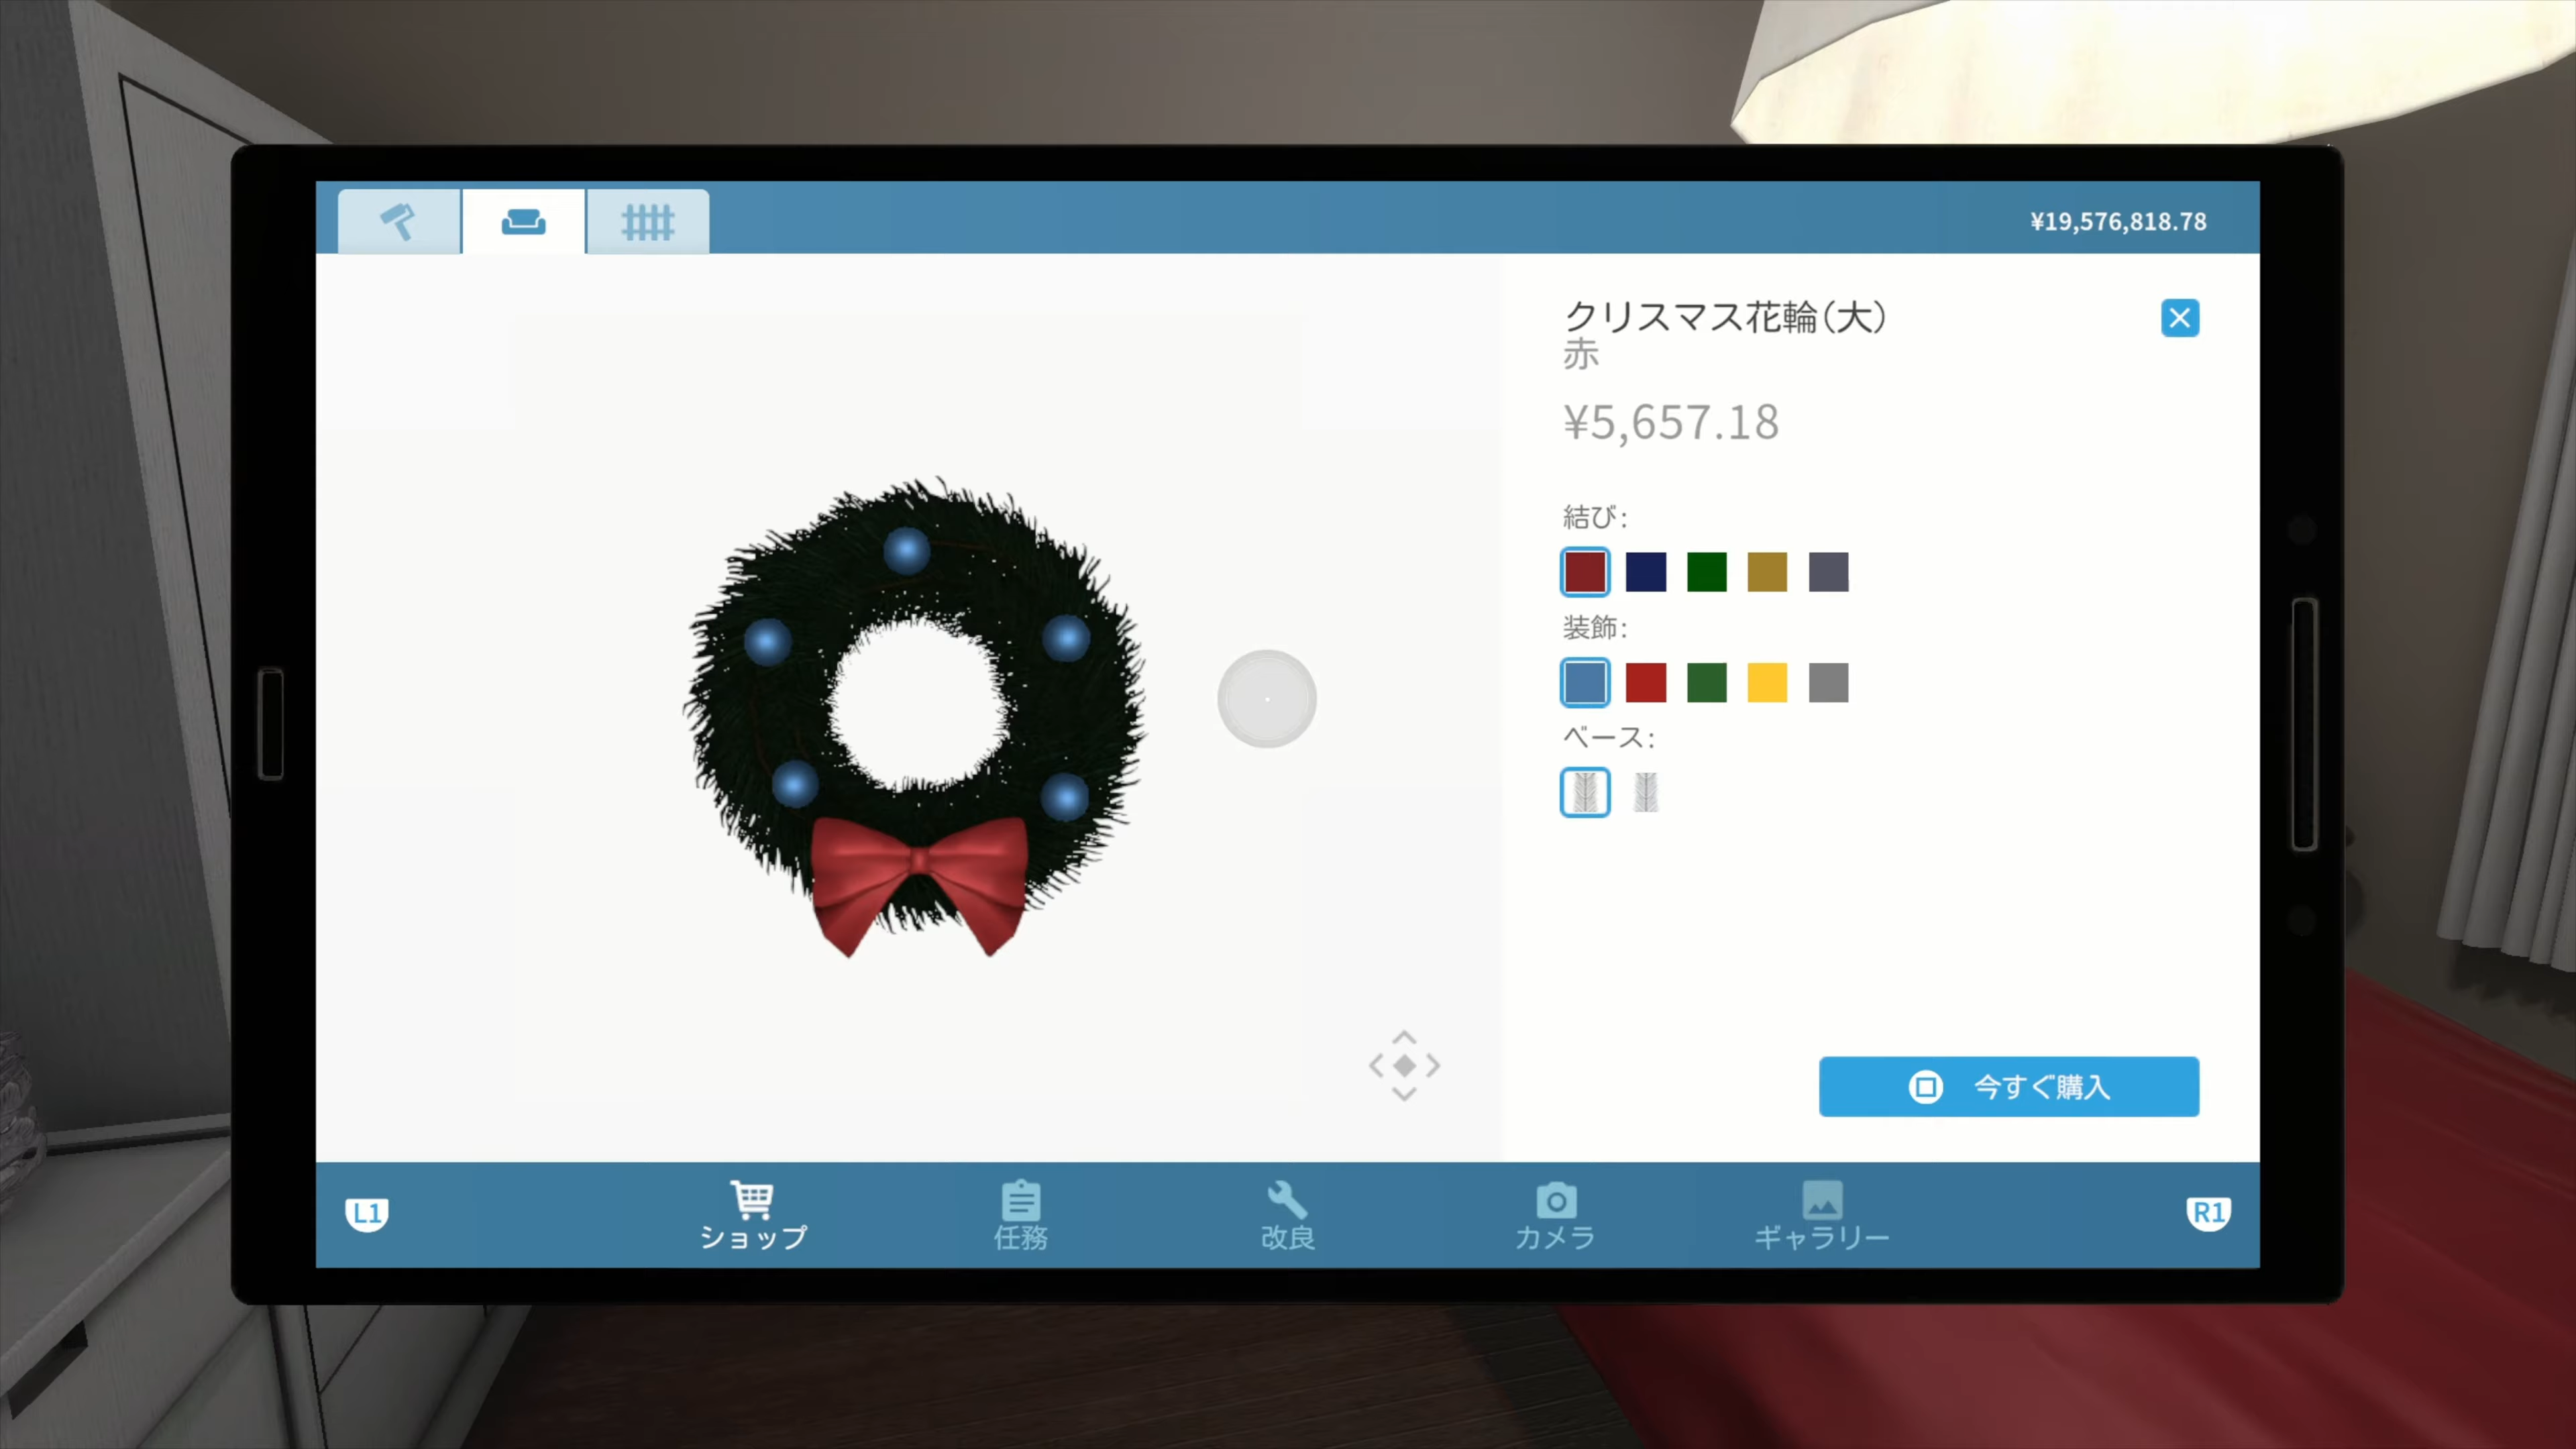 ¥19,576,818.78
クリスマス花輪(大)
赤
¥5,657.18
結び:
装飾:
ベース:
今すぐ購入
L1
ショップ
任務
改良
カメラ
ギャラリー
R1